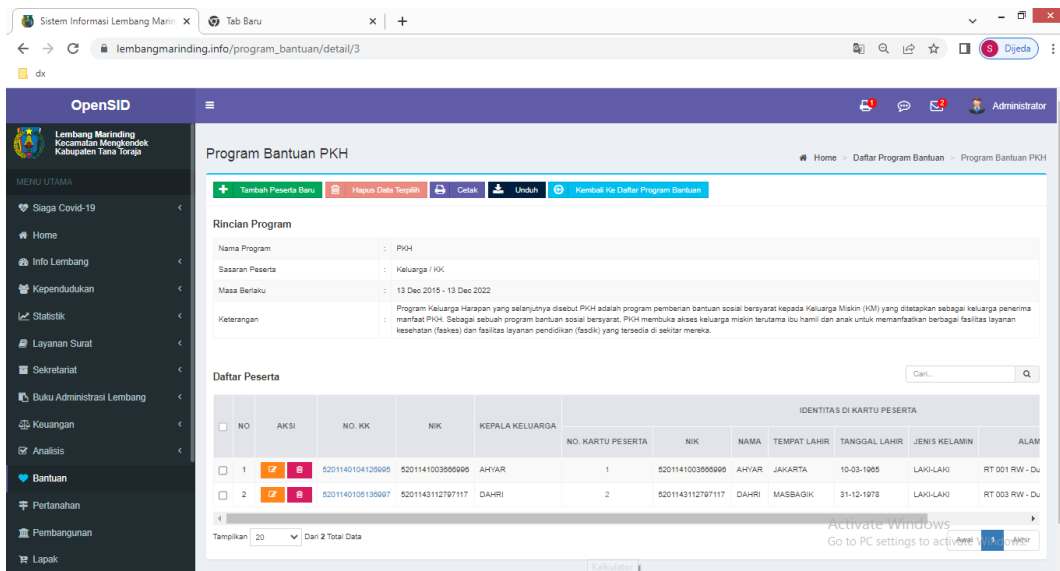 Sistem Informasi Lembang Marin
Tab Baru
lembangmarinding.info/program_bantuan/detail/3
S Dijeda
dx
OpenSID
1
2
Administrator
Lembang Marinding
Kecamatan Mengkendek
Kabupaten Tana Toraja
Program Bantuan PKH
Home > Daftar Program Bantuan > Program Bantuan PKH
MENU UTAMA
Siaga Covid-19
Home
Info Lembang
Kependudukan
Statistik
Layanan Surat
Sekretariat
Buku Administrasi Lembang
Keuangan
Analisis
Bantuan
Pertanahan
Pembangunan
Lapak
Tambah Peserta Baru Hapus Data Terpilih Cetak Unduh Kembali Ke Daftar Program Bantuan
Rincian Program
Nama Program : PKH
Sasaran Peserta : Keluarga / KK
Masa Berlaku : 13 Dec 2015 - 13 Dec 2022
Keterangan : Program Keluarga Harapan yang selanjutnya disebut PKH adalah program pemberian bantuan sosial bersyarat kepada Keluarga Miskin (KM) yang ditetapkan sebagai keluarga penerima
manfaat PKH. Sebagai sebuah program bantuan sosial bersyarat, PKH membuka akses keluarga miskin terutama ibu hamil dan anak untuk memanfaatkan berbagai fasilitas layanan
kesehatan (faskes) dan fasilitas layanan pendidikan (fasdik) yang tersedia di sekitar mereka.
Daftar Peserta
Cari...
IDENTITAS DI KARTU PESERTA
NO AKSI NO. KK NIK KEPALA KELUARGA
NO. KARTU PESERTA NIK NAMA TEMPAT LAHIR TANGGAL LAHIR JENIS KELAMIN ALAM
1 5201140104126995 5201141003666996 AHYAR 1 5201141003666996 AHYAR JAKARTA 10-03-1965 LAKI-LAKI RT 001 RW - Du
2 5201140106136997 5201143112797117 DAHRI 2 5201143112797117 DAHRI MASBAGIK 31-12-1978 LAKI-LAKI RT 003 RW - Du
Tampilkan 20 Dari 2 Total Data
Awal 1 Akhir
Activate Windows
Go to PC settings to activate Windows.
Kalkulator